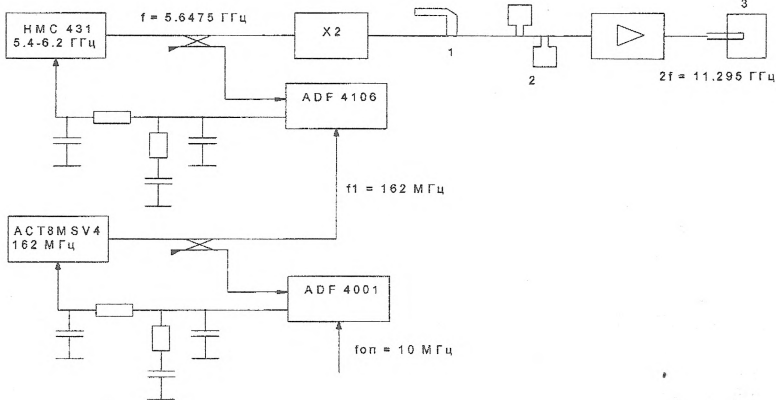 НМС 431
5.4-6.2 ГГц
f = 5.6475 ГГц
X2
1
2
3
2f = 11.295 ГГц
ADF 4106
f1 = 162 МГц
ACT8MSV4
162 МГц
ADF 4001
fоп = 10 МГц